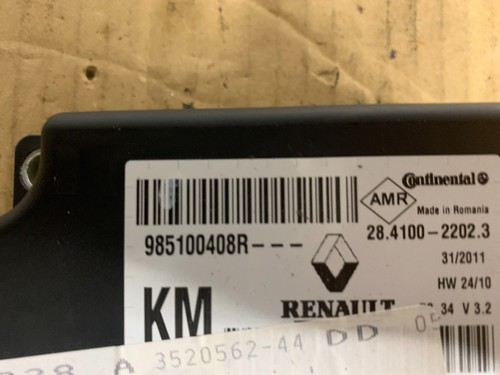 Continental
AMR
Made in Romania
985100408R---
28.4100-2202.3
31/2011
HW 24/10
34 V 3.2
KM
RENAULT
A 3520562-44 DD